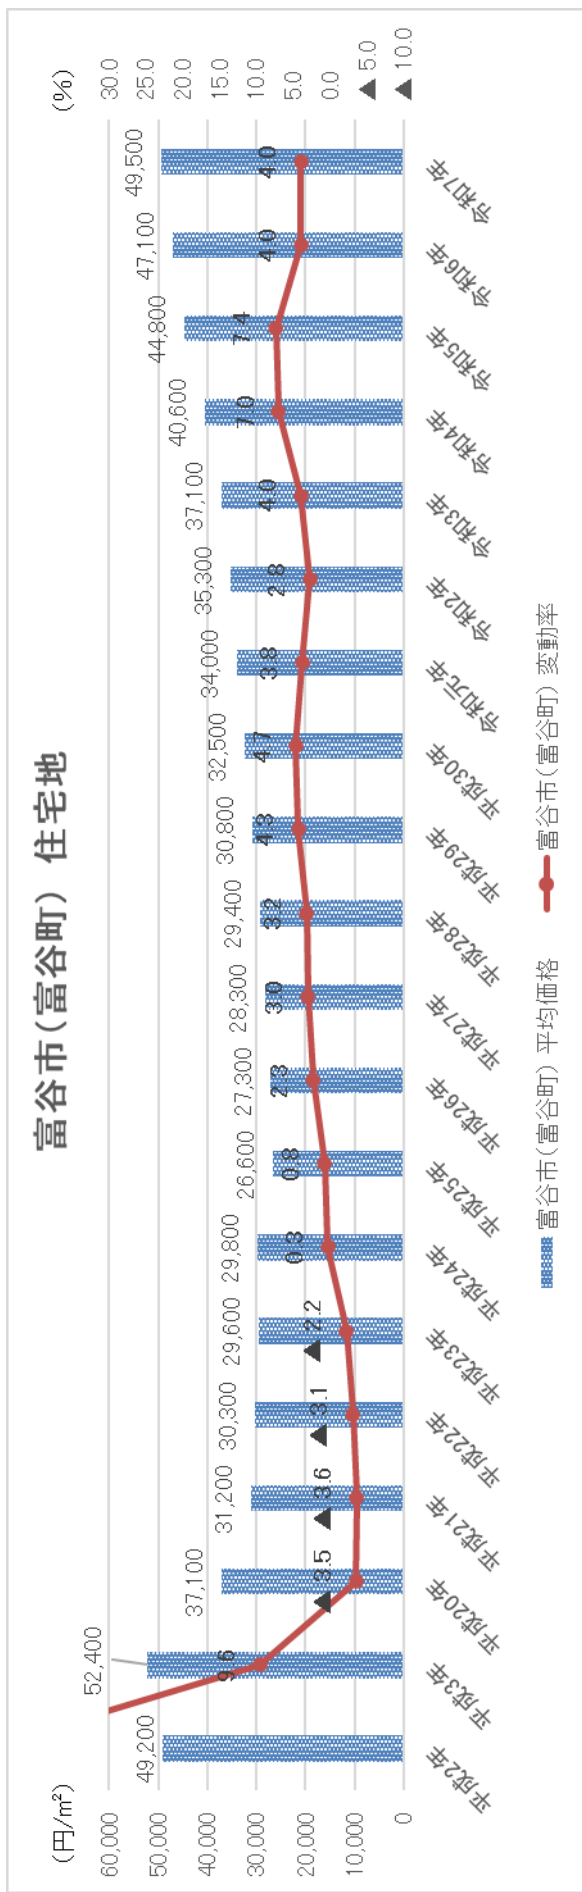 富谷市(富谷町) 住宅地
(円/㎡)
(%)
60,000
50,000
40,000
30,000
20,000
10,000
0
30.0
25.0
20.0
15.0
10.0
5.0
0.0
▲ 5.0
▲ 10.0
49,200
52,400
37,100
31,200
30,300
29,600
29,800
26,600
27,300
28,300
29,400
30,800
32,500
34,000
35,300
37,100
40,600
44,800
47,100
49,500
9.6
▲ 3.5
▲ 3.6
▲ 3.1
▲ 2.2
0.3
0.8
2.3
3.0
3.2
4.3
4.7
3.8
2.8
4.0
7.0
7.4
4.0
4.0
平成2年
平成3年
平成20年
平成21年
平成22年
平成23年
平成24年
平成25年
平成26年
平成27年
平成28年
平成29年
平成30年
令和元年
令和2年
令和3年
令和4年
令和5年
令和6年
令和7年
富谷市(富谷町) 平均価格
富谷市(富谷町) 変動率